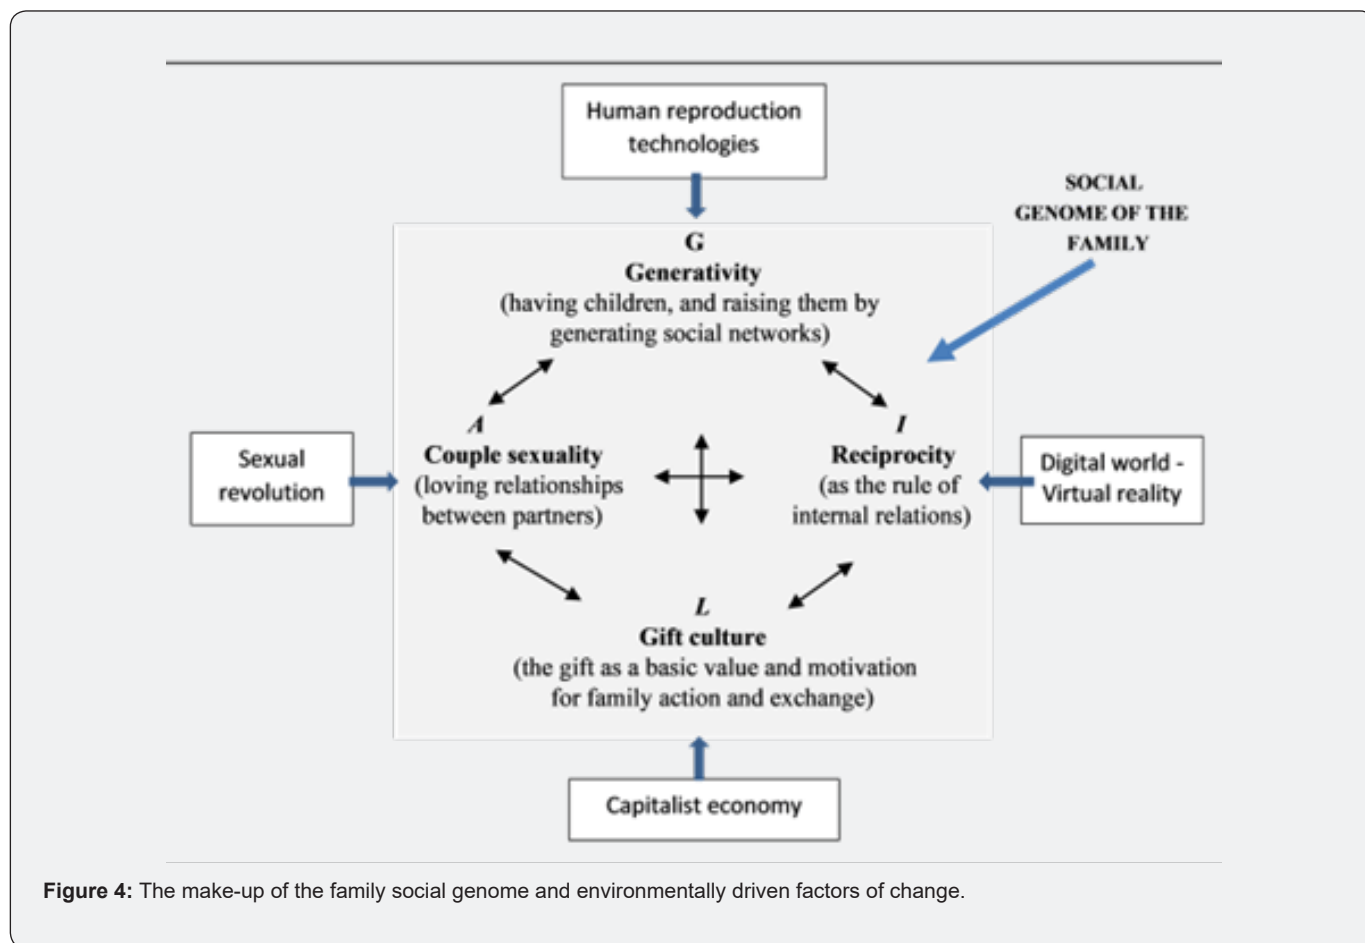 Human reproduction
technologies
SOCIAL
GENOME OF THE
FAMILY
G
Generativity
(having children, and raising them by
generating social networks)
A
Couple sexuality
(loving relationships
between partners)
I
Reciprocity
(as the rule of
internal relations)
Sexual
revolution
Digital world -
Virtual reality
L
Gift culture
(the gift as a basic value and motivation
for family action and exchange)
Capitalist economy
Figure 4: The make-up of the family social genome and environmentally driven factors of change.